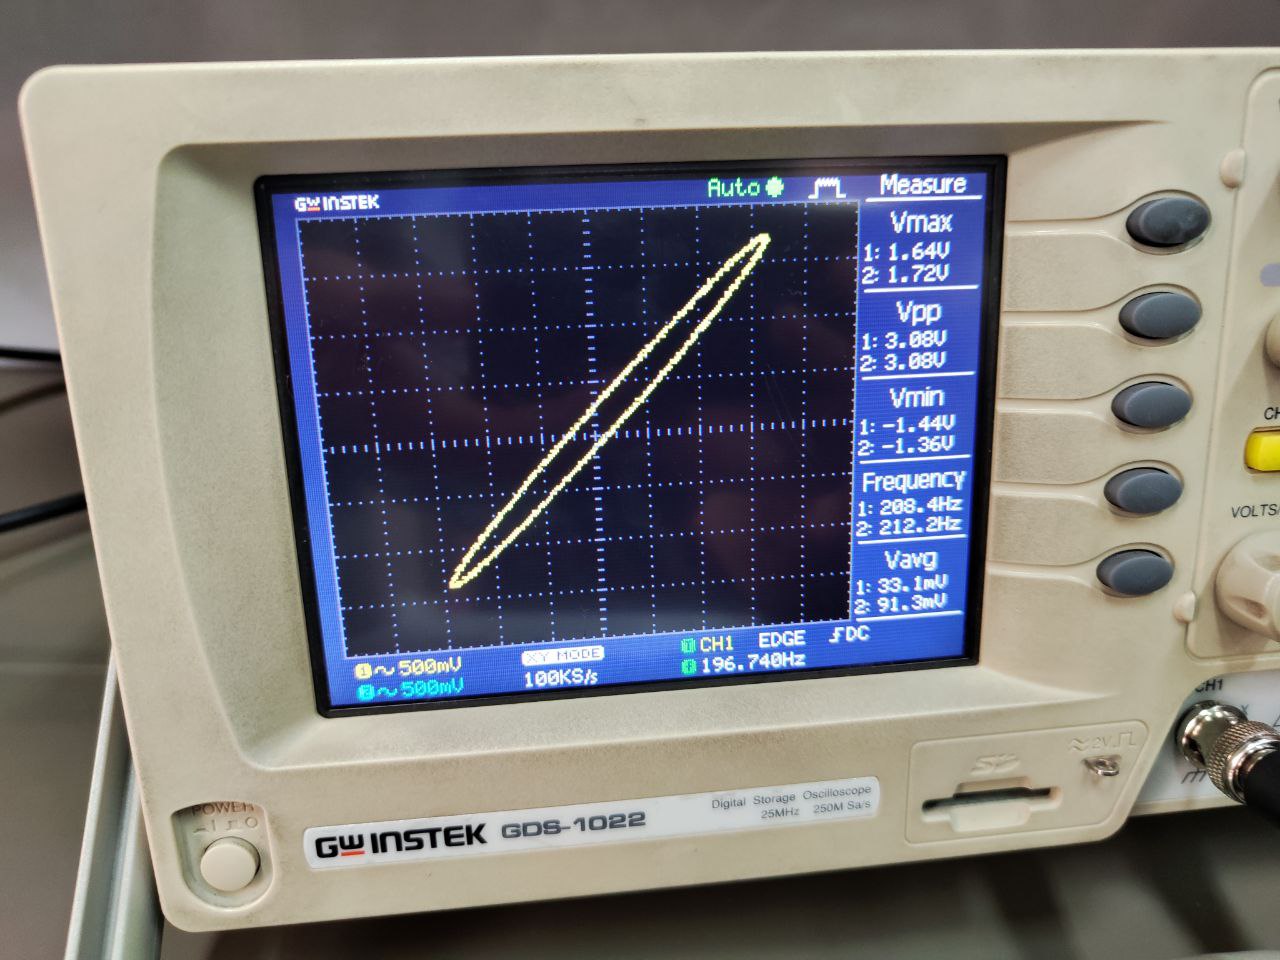 GW INSTEK
Auto
Measure
Vmax
1: 1.64V
2: 1.72V
Vpp
1: 3.08V
2: 3.08V
Vmin
1: -1.44V
2: -1.36V
Frequency
1: 208.4Hz
2: 212.2Hz
Vavg
1: 33.1mV
2: 91.3mV
1 ~ 500mV
XY MODE
1 CH1 EDGE DC
2 ~ 500mV
100KS/s
f 196.740Hz
CH
VOLTS/
CH1
X
SD
≈2V
POWER
I O
GW INSTEK GDS-1022
Digital Storage Oscilloscope
25MHz 250M Sa/s